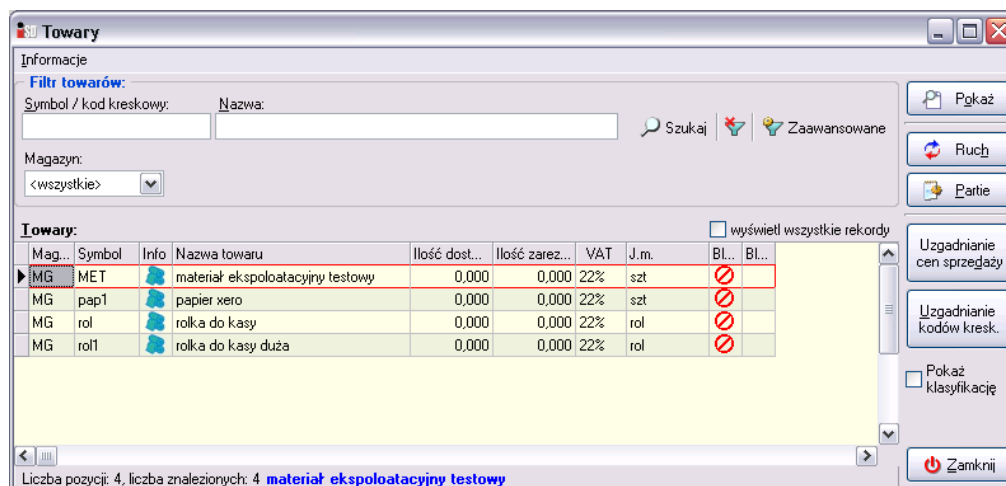 Towary
Informacje
Filtr towarów:
Symbol / kod kreskowy: Nazwa:
Szukaj Zaawansowane
Magazyn:
<wszystkie>
Pokaż
Ruch
Partie
Uzgadnianie
cen sprzedaży
Uzgadnianie
kodów kresk.
Pokaż
klasyfikację
Zamknij
Towary: wyświetl wszystkie rekordy
Mag... Symbol Info Nazwa towaru Ilość dost... Ilość zarez... VAT J.m. Bl... Bl...
MG MET materiał ekspoloatacyjny testowy 0,000 0,000 22% szt
MG pap1 papier xero 0,000 0,000 22% szt
MG rol rolka do kasy 0,000 0,000 22% rol
MG rol1 rolka do kasy duża 0,000 0,000 22% rol
Liczba pozycji: 4, liczba znalezionych: 4 materiał ekspoloatacyjny testowy